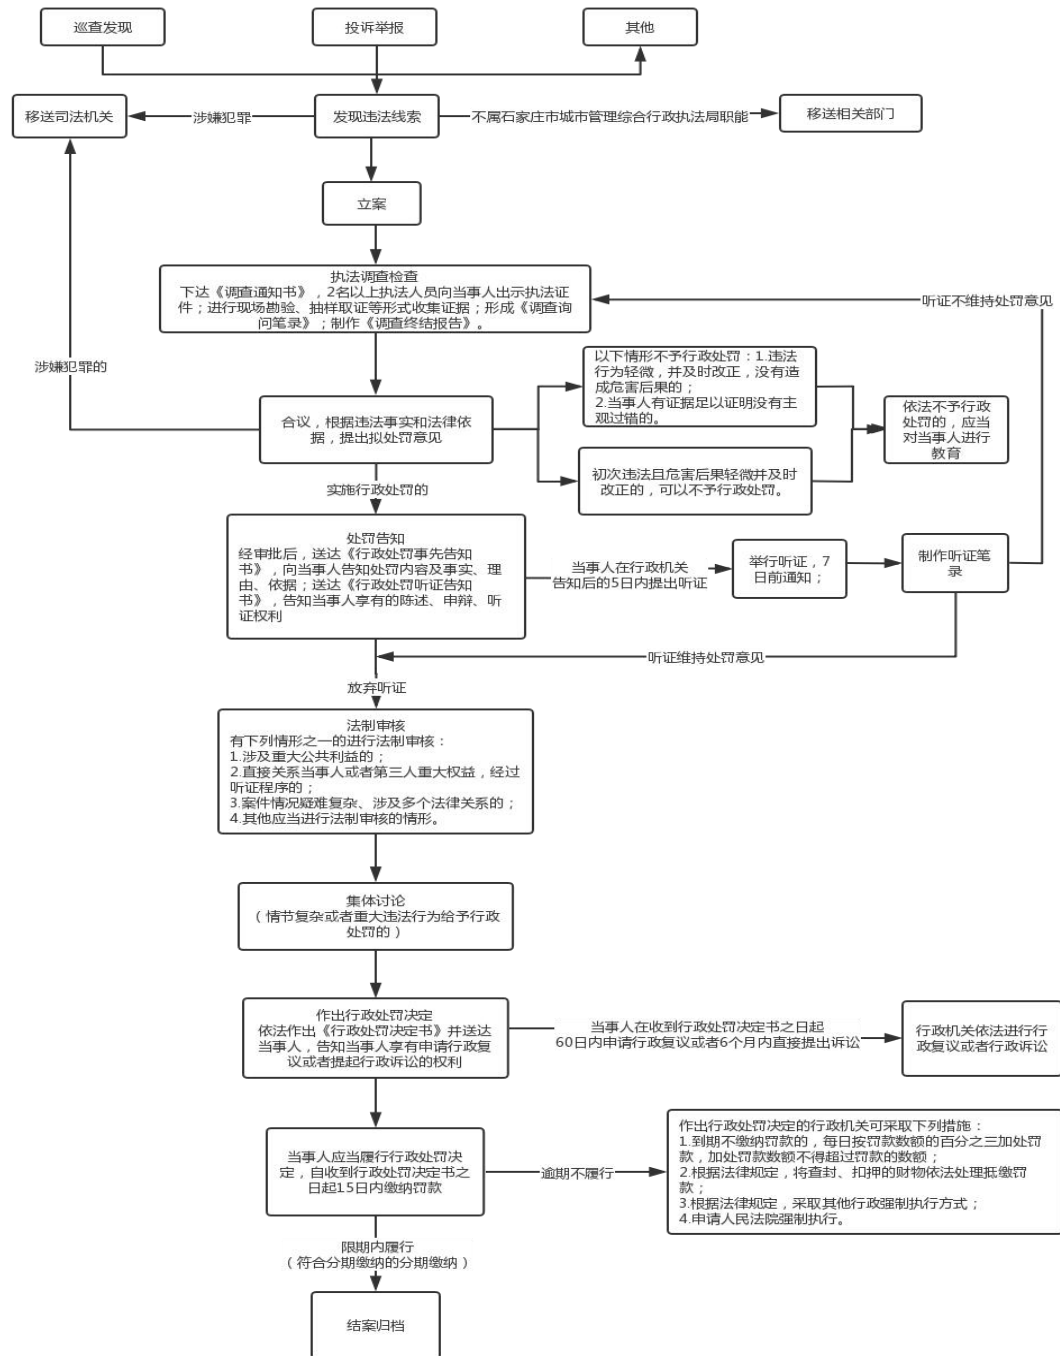 巡查发现
投诉举报
其他
移送司法机关
涉嫌犯罪
发现违法线索
不属石家庄市城市管理综合行政执法局职能
移送相关部门
立案
执法调查检查
下达《调查通知书》，2名以上执法人员向当事人出示执法证
件；进行现场勘验、抽样取证等形式收集证据；形成《调查询
问笔录》；制作《调查终结报告》。
听证不维持处罚意见
涉嫌犯罪的
合议，根据违法事实和法律依
据，提出拟处罚意见
以下情形不予行政处罚：1.违法
行为轻微，并及时改正，没有造
成危害后果的；
2.当事人有证据足以证明没有主
观过错的。
初次违法且危害后果轻微并及时
改正的，可以不予行政处罚。
依法不予行政
处罚的，应当
对当事人进行
教育
实施行政处罚的
处罚告知
经审批后，送达《行政处罚事先告知
书》，向当事人告知处罚内容及事实、理
由、依据；送达《行政处罚听证告知
书》，告知当事人享有的陈述、申辩、听
证权利
当事人在行政机关
告知后的5日内提出听证
举行听证，7
日前通知；
制作听证笔
录
听证维持处罚意见
放弃听证
法制审核
有下列情形之一的进行法制审核：
1.涉及重大公共利益的；
2.直接关系当事人或者第三人重大权益，经过
听证程序的；
3.案件情况疑难复杂、涉及多个法律关系的；
4.其他应当进行法制审核的情形。
集体讨论
（情节复杂或者重大违法行为给予行政
处罚的）
作出行政处罚决定
依法作出《行政处罚决定书》并送达
当事人，告知当事人享有申请行政复
议或者提起行政诉讼的权利
当事人在收到行政处罚决定书之日起
60日内申请行政复议或者6个月内直接提出诉讼
行政机关依法进行行
政复议或者行政诉讼
当事人应当履行行政处罚决
定，自收到行政处罚决定书之
日起15日内缴纳罚款
逾期不履行
作出行政处罚决定的行政机关可采取下列措施：
1.到期不缴纳罚款的，每日按罚款数额的百分之三加处罚
款，加处罚款数额不得超过罚款的数额；
2.根据法律规定，将查封、扣押的财物依法处理抵缴罚
款；
3.根据法律规定，采取其他行政强制执行方式；
4.申请人民法院强制执行。
限期内履行
（符合分期缴纳的分期缴纳）
结案归档